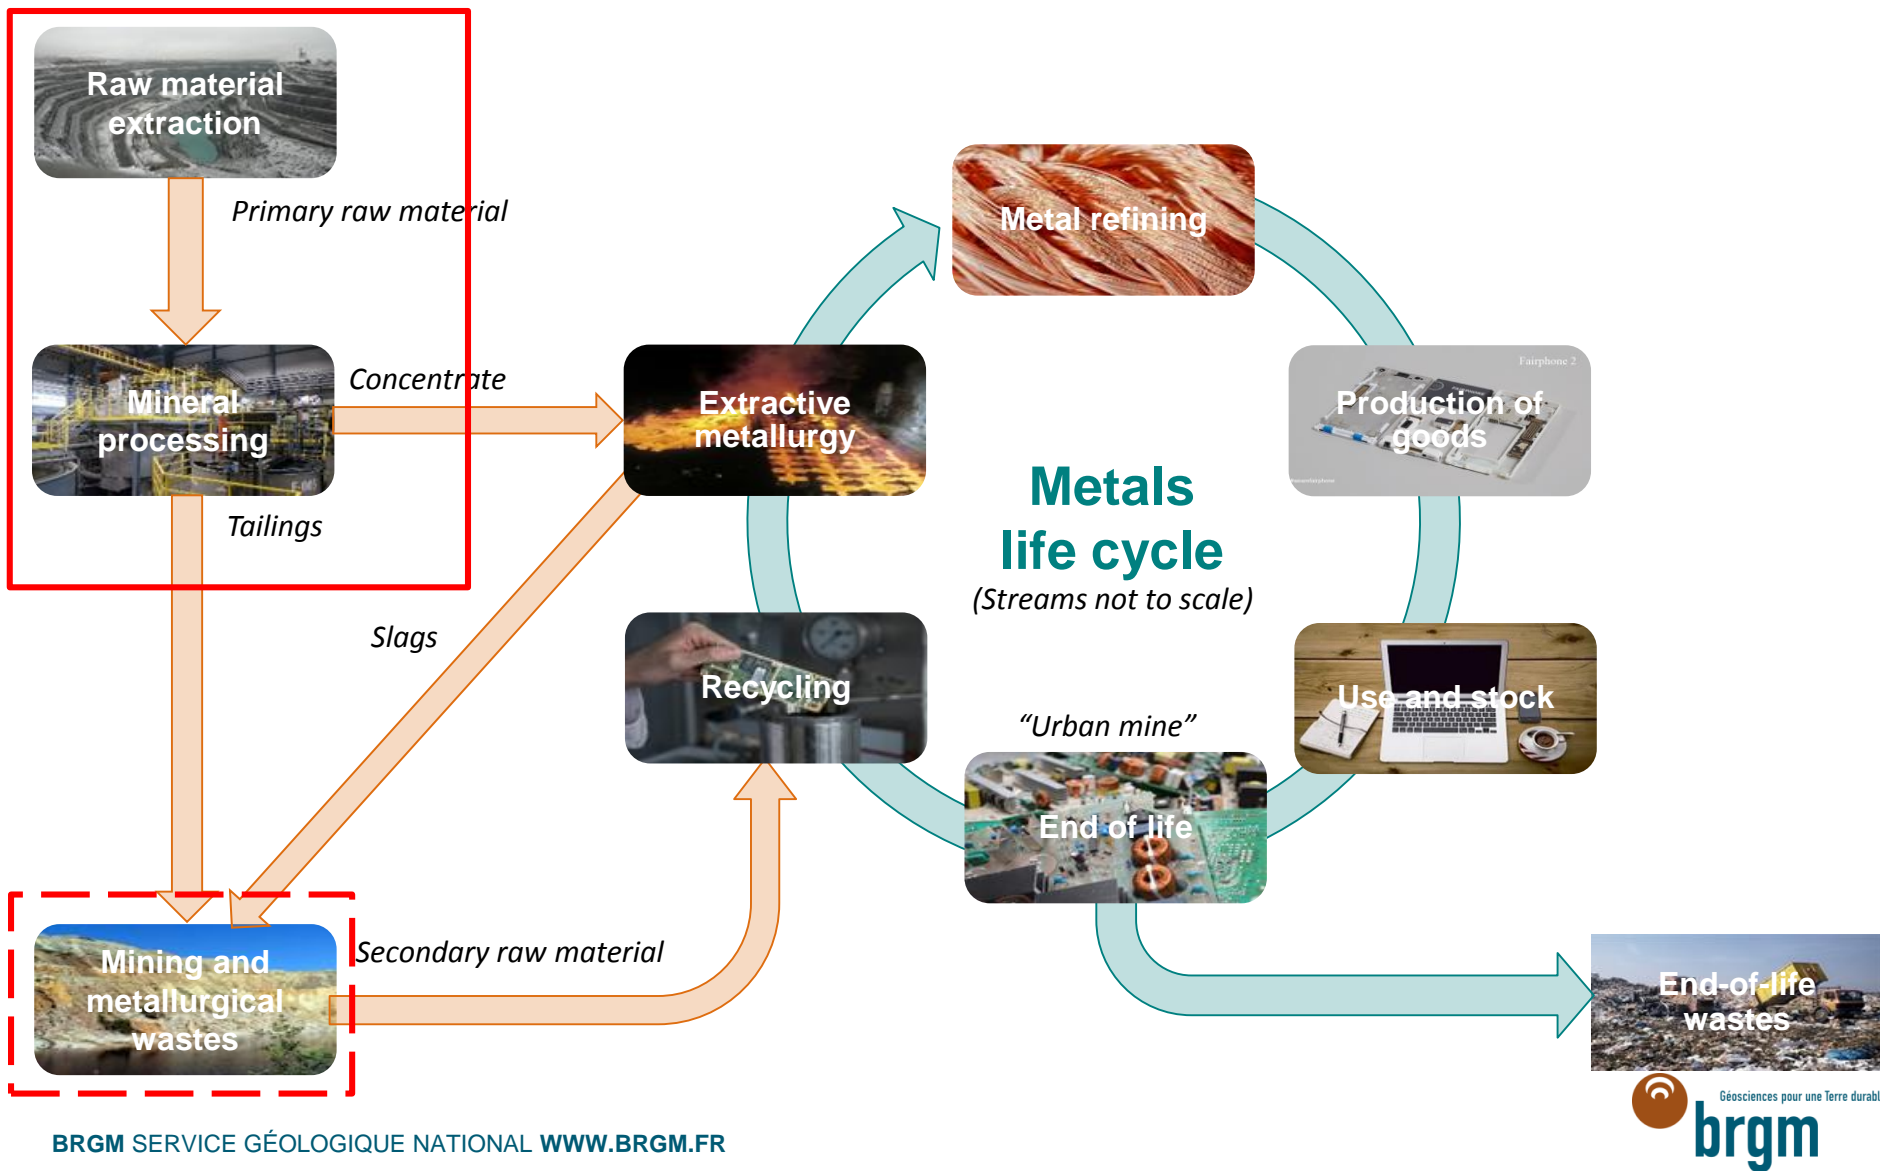 Raw material
extraction
Primary raw material
Metal refining
Mineral
processing
Concentrate
Extractive
metallurgy
Fairphone 2
Production of
goods
Tailings
Metals
life cycle
(Streams not to scale)
Slags
Recycling
Use and stock
“Urban mine”
End of life
Mining and
metallurgical
wastes
Secondary raw material
End-of-life
wastes
Géosciences pour une Terre durabl
brgm
BRGM SERVICE GÉOLOGIQUE NATIONAL WWW.BRGM.FR